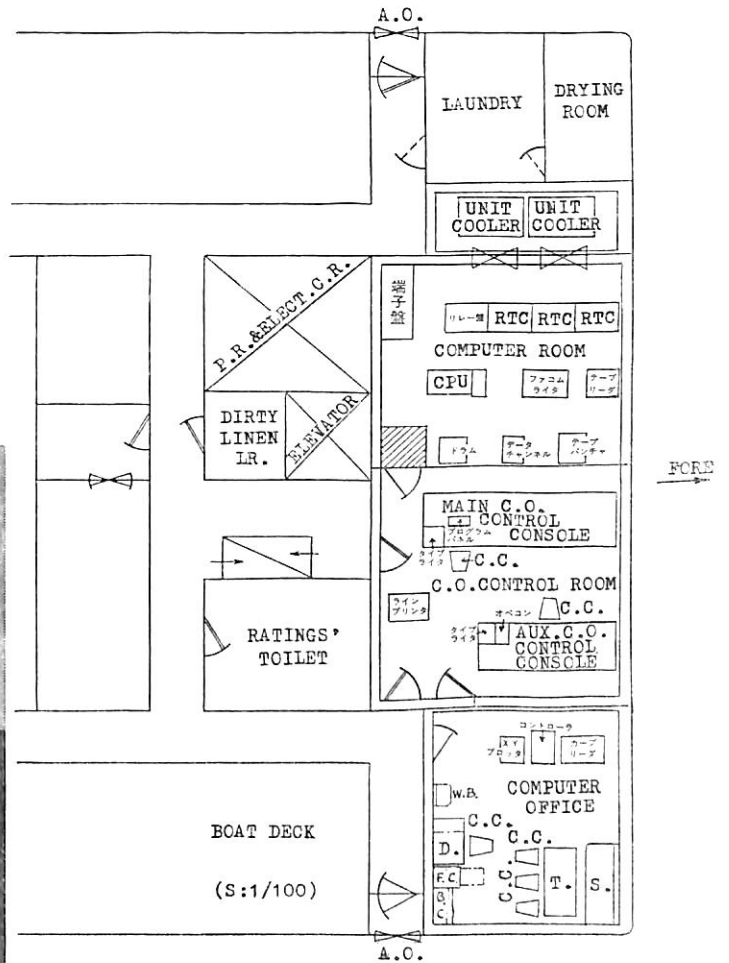 A.O.
LAUNDRY
DRYING
ROOM
UNIT
COOLER
UNIT
COOLER
P.R.&ELECT.C.R.
端子盤
リレー盤
RTC
RTC
RTC
COMPUTER ROOM
CPU
ファコム
ライタ
テープ
リーダ
DIRTY
LINEN
LR.
ELEVATOR
ドラム
データ
チャンネル
テープ
パンチャ
FORE
MAIN C.O.
CONTROL
CONSOLE
プログラム
パネル
タイプ
ライタ
C.C.
C.O.CONTROL ROOM
ライン
プリンタ
オペコン
C.C.
タイプ
ライタ
AUX.C.O.
CONTROL
CONSOLE
RATINGS'
TOILET
コントローラ
XY
プロッタ
カーブ
リーダ
COMPUTER
OFFICE
W.B.
C.C.
D.
C.C.
F.C.
C.C.
T.
S.
B.
C.
BOAT DECK
(S:1/100)
A.O.